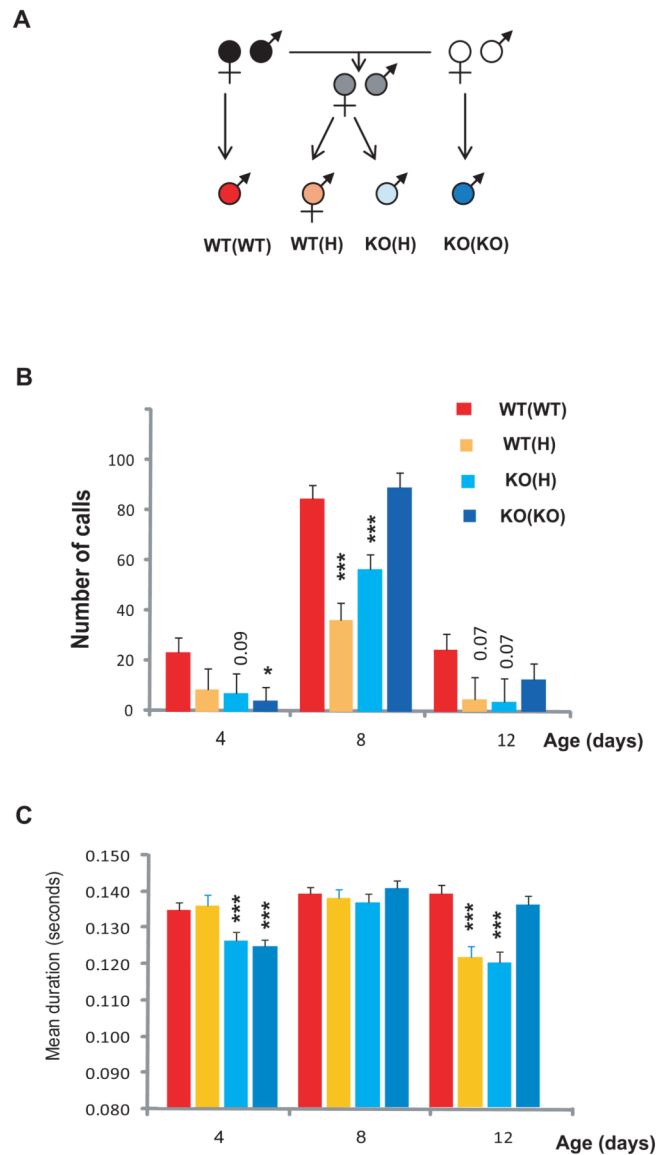 A
WT(WT) WT(H) KO(H) KO(KO)
B
Number of calls
100
80
60
40
20
0
WT(WT)
WT(H)
KO(H)
KO(KO)
0.09
*
***
***
0.07
0.07
4 8 12 Age (days)
C
Mean duration (seconds)
0.150
0.140
0.130
0.120
0.110
0.100
0.090
0.080
***
***
***
***
4 8 12 Age (days)